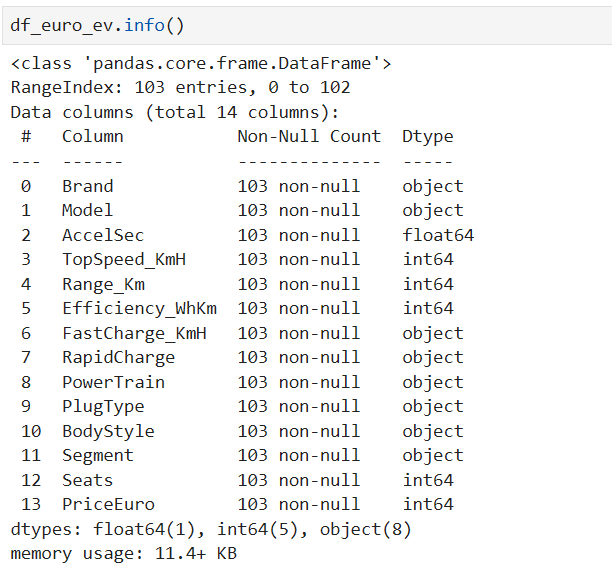 df_euro_ev.info()
<class 'pandas.core.frame.DataFrame'>
RangeIndex: 103 entries, 0 to 102
Data columns (total 14 columns):
 #   Column           Non-Null Count  Dtype
---  ------           --------------  -----
 0   Brand            103 non-null    object
 1   Model            103 non-null    object
 2   AccelSec         103 non-null    float64
 3   TopSpeed_KmH     103 non-null    int64
 4   Range_Km         103 non-null    int64
 5   Efficiency_WhKm  103 non-null    int64
 6   FastCharge_KmH   103 non-null    object
 7   RapidCharge      103 non-null    object
 8   PowerTrain       103 non-null    object
 9   PlugType         103 non-null    object
 10  BodyStyle        103 non-null    object
 11  Segment          103 non-null    object
 12  Seats            103 non-null    int64
 13  PriceEuro        103 non-null    int64
dtypes: float64(1), int64(5), object(8)
memory usage: 11.4+ KB